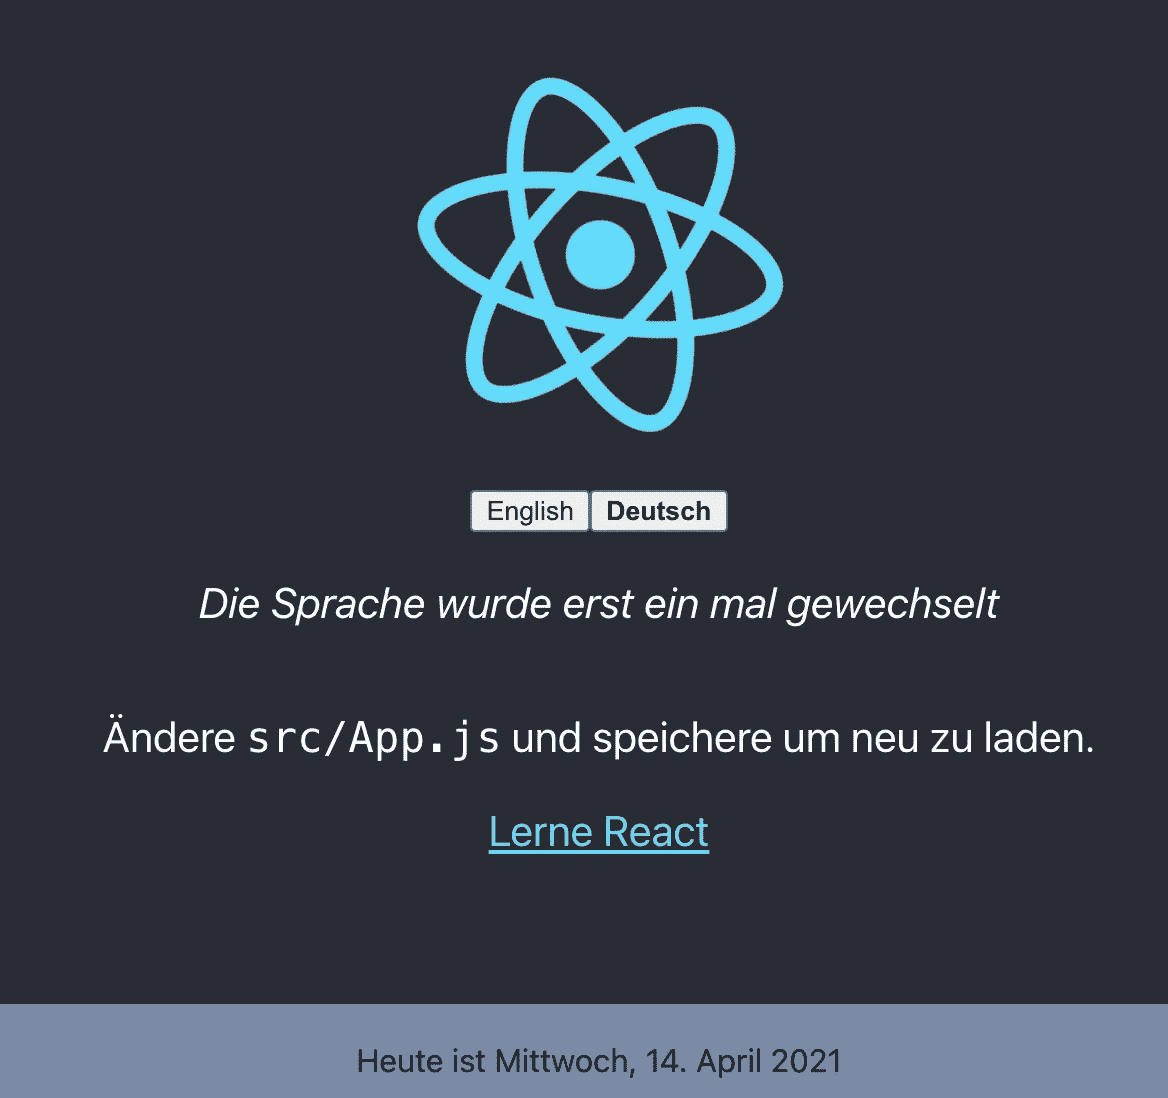 English Deutsch
Die Sprache wurde erst ein mal gewechselt
Ändere src/App.js und speichere um neu zu laden.
Lerne React
Heute ist Mittwoch, 14. April 2021